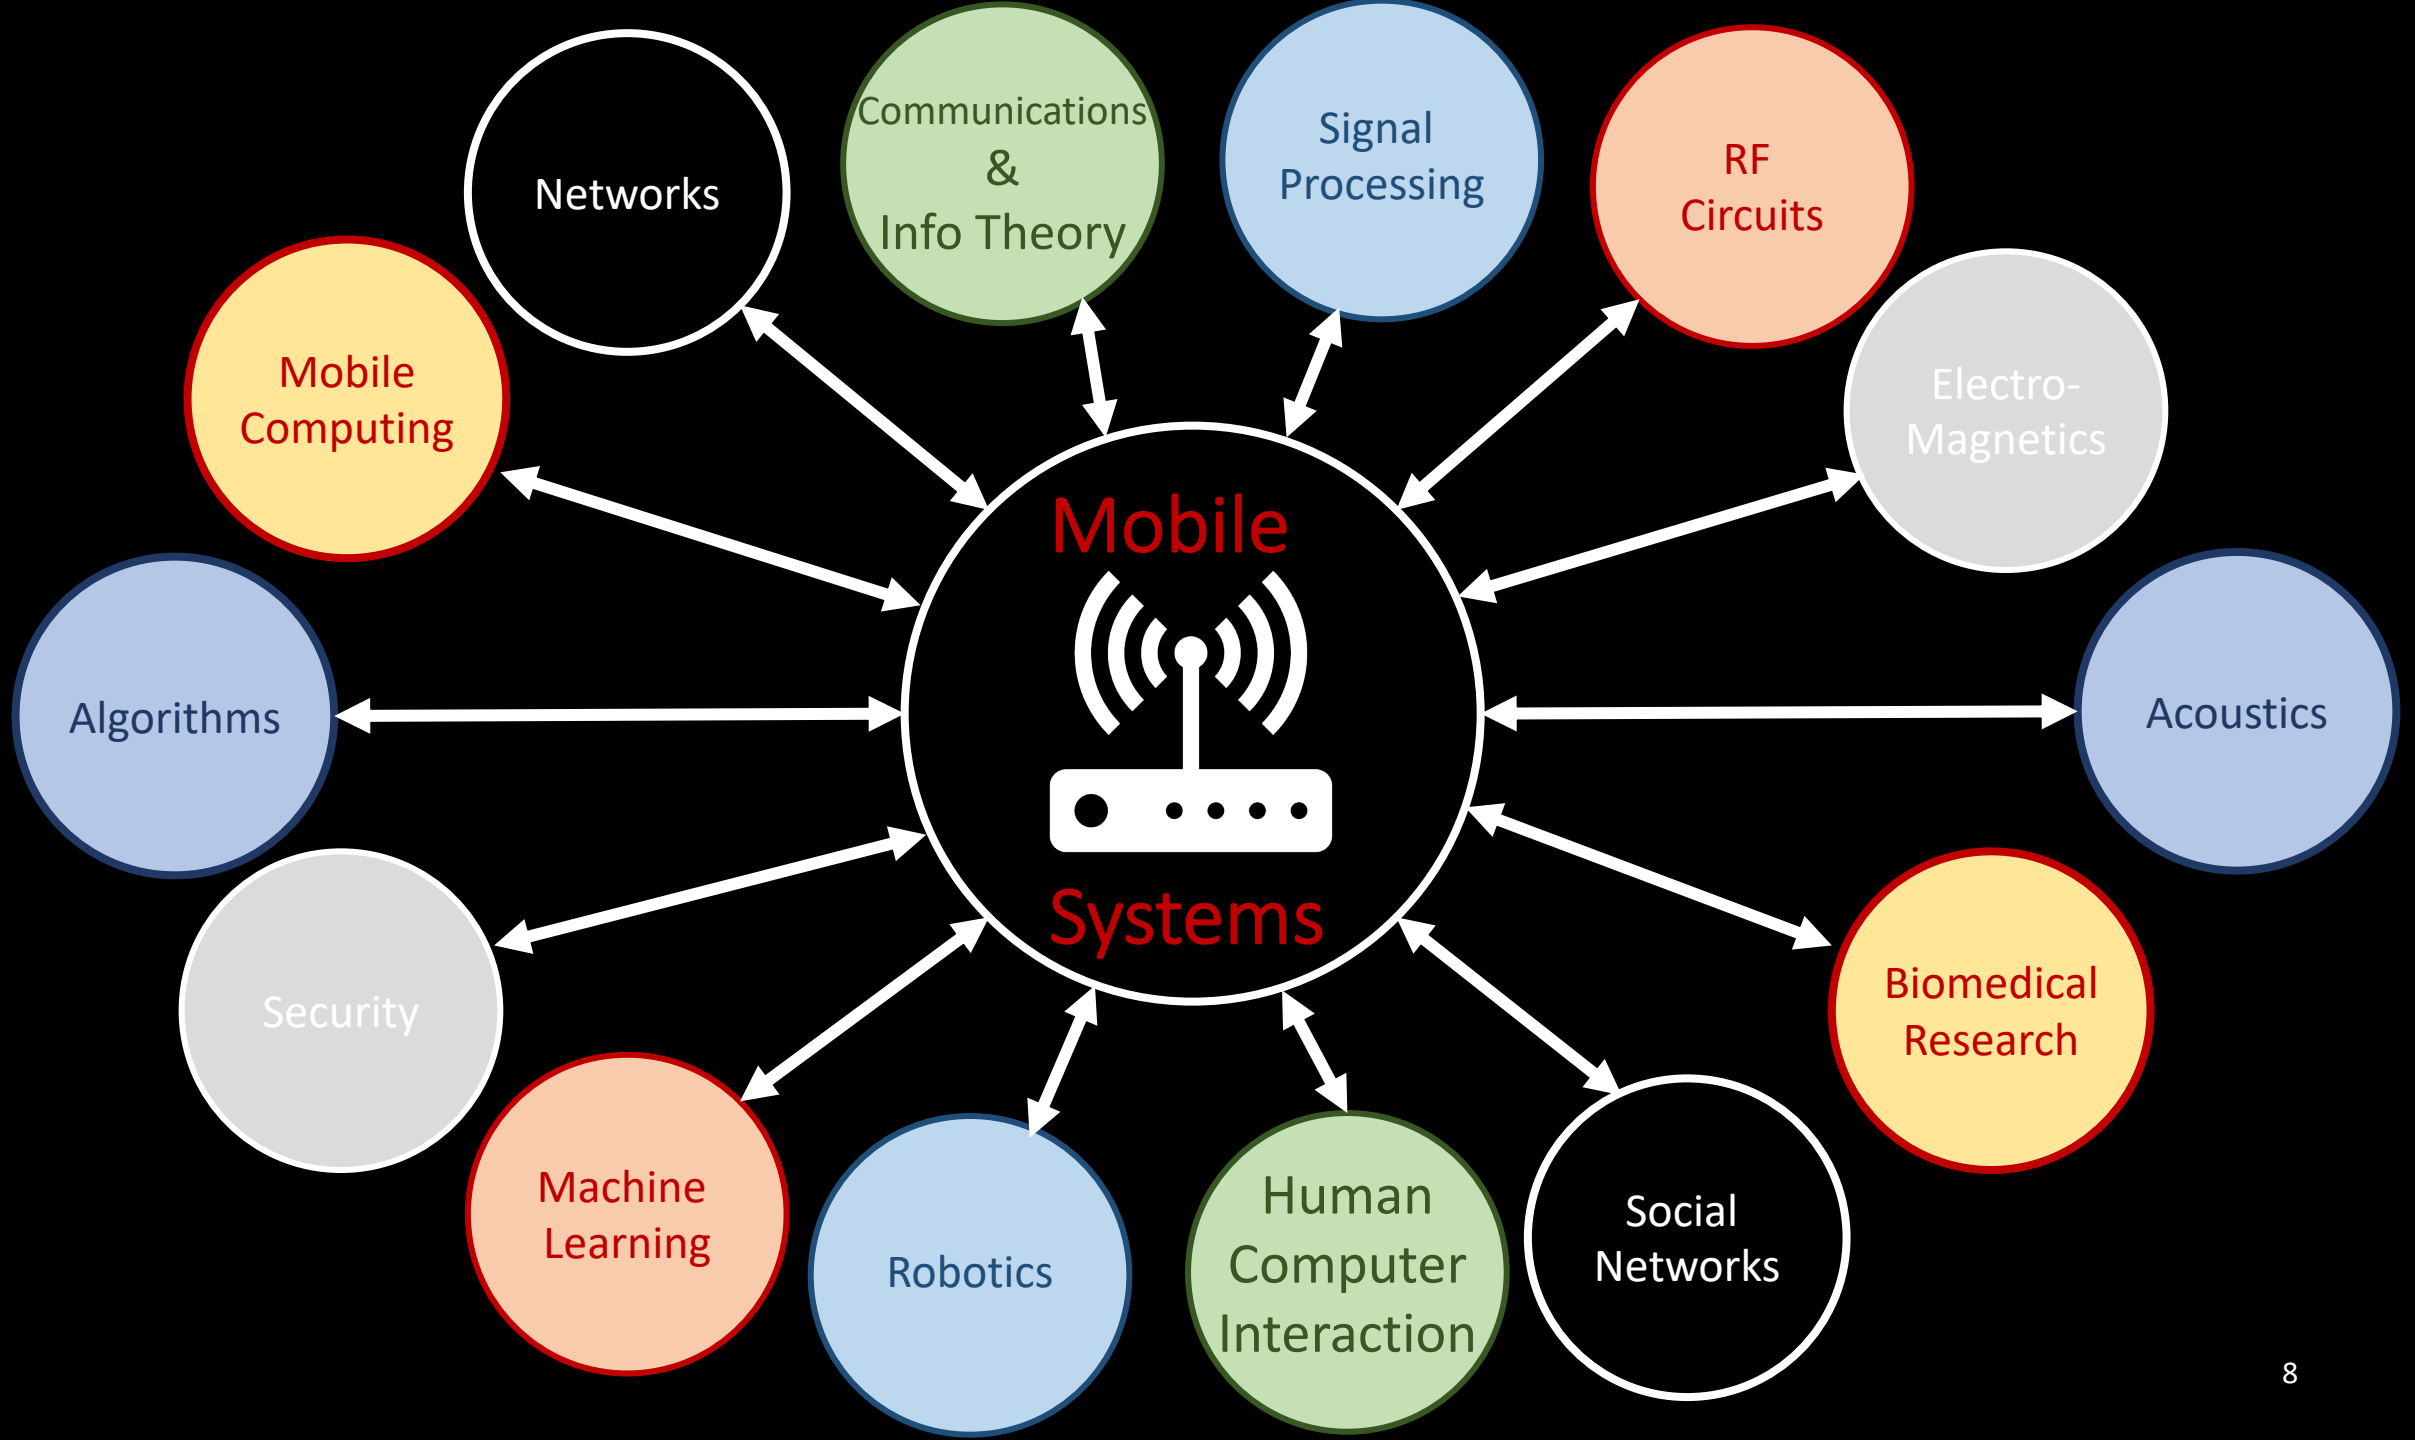 Networks
Communications
&
Info Theory
Signal
Processing
RF
Circuits
Mobile
Computing
Electro-
Magnetics
Mobile
Systems
Algorithms
Acoustics
Security
Biomedical
Research
Machine
Learning
Robotics
Human
Computer
Interaction
Social
Networks
8